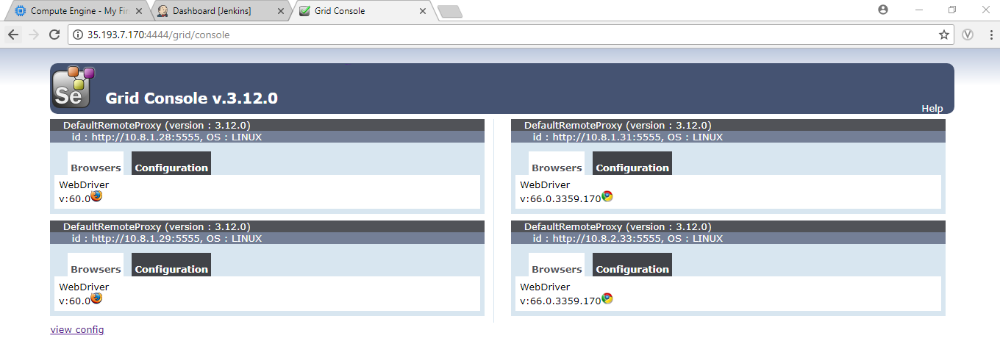 Compute Engine - My Fir
Dashboard [Jenkins]
Grid Console
35.193.7.170:4444/grid/console
Se
Grid Console v.3.12.0
Help
DefaultRemoteProxy (version : 3.12.0)
id : http://10.8.1.28:5555, OS : LINUX
Browsers Configuration
WebDriver
v:60.0
DefaultRemoteProxy (version : 3.12.0)
id : http://10.8.1.29:5555, OS : LINUX
Browsers Configuration
WebDriver
v:60.0
DefaultRemoteProxy (version : 3.12.0)
id : http://10.8.1.31:5555, OS : LINUX
Browsers Configuration
WebDriver
v:66.0.3359.170
DefaultRemoteProxy (version : 3.12.0)
id : http://10.8.2.33:5555, OS : LINUX
Browsers Configuration
WebDriver
v:66.0.3359.170
view config